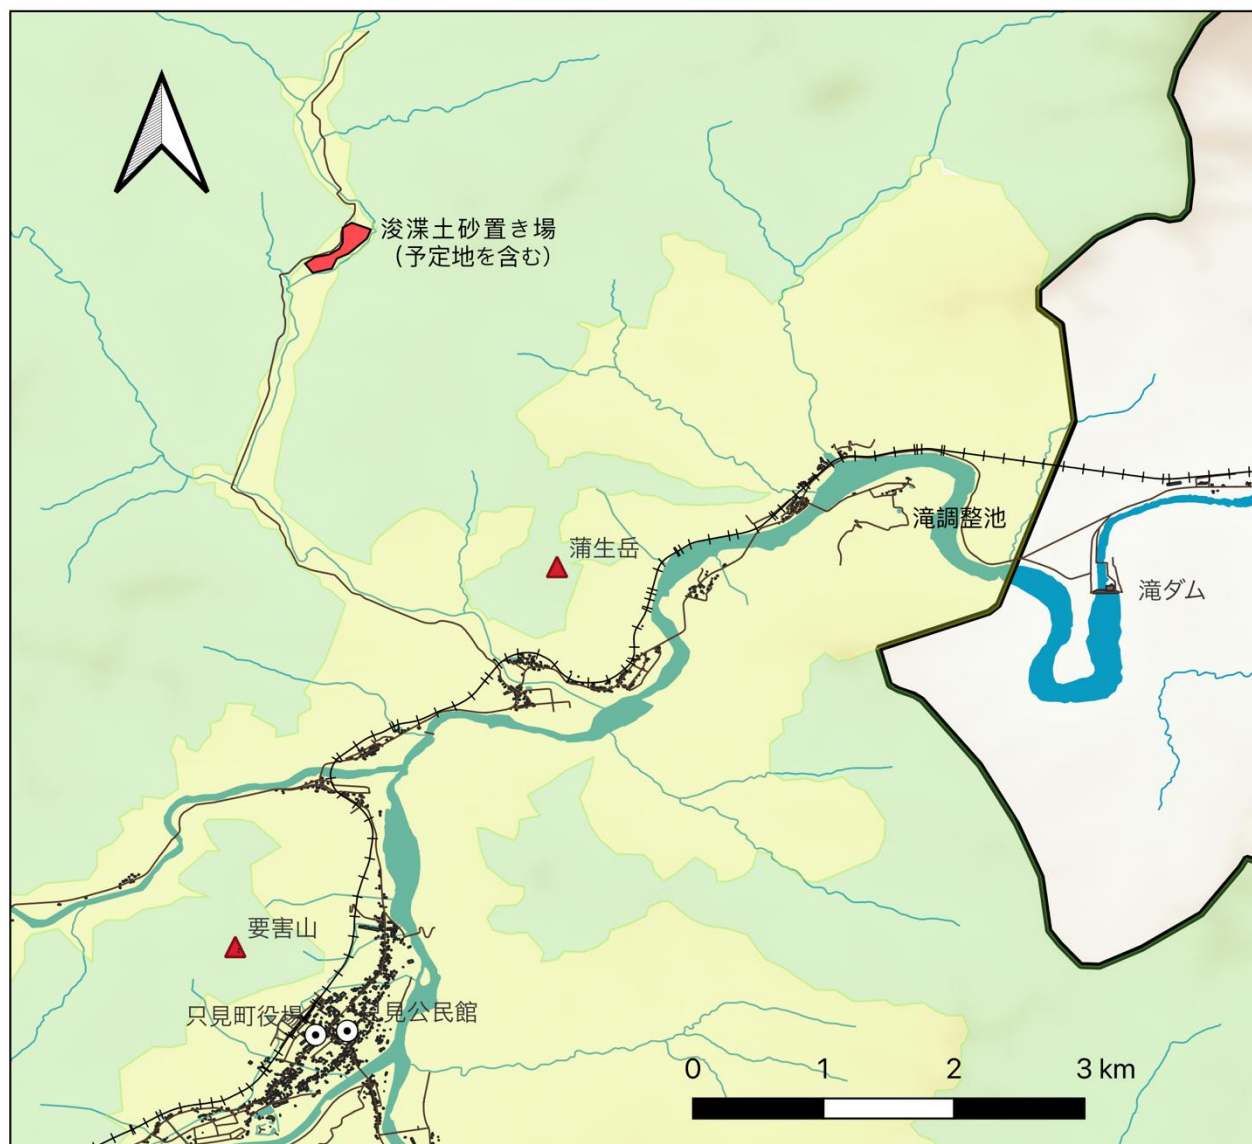 浚渫土砂置き場
（予定地を含む）
滝調整池
蒲生岳
滝ダム
要害山
只見町役場
只見公民館
0 1 2 3 km